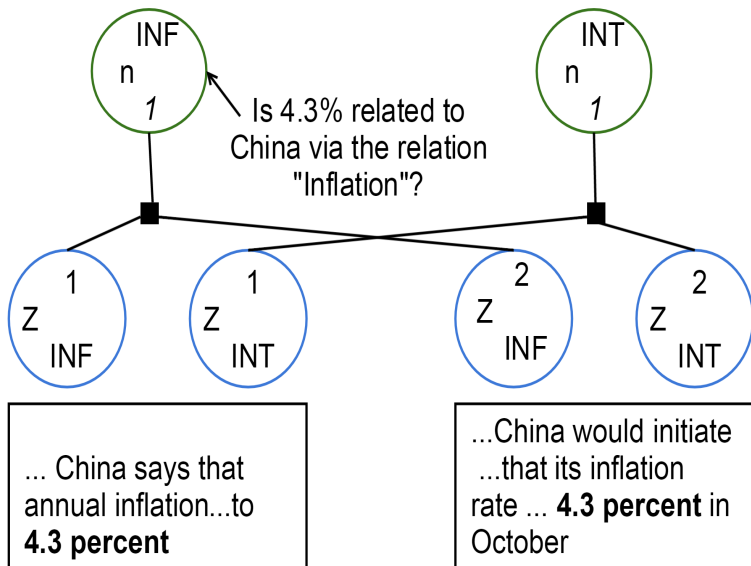 INF
n
1
INT
n
1
Is 4.3% related to
China via the relation
"Inflation"?
1
Z
INF
1
Z
INT
2
Z
INF
2
Z
INT
... China says that
annual inflation...to
4.3 percent
...China would initiate
...that its inflation
rate ... 4.3 percent in
October